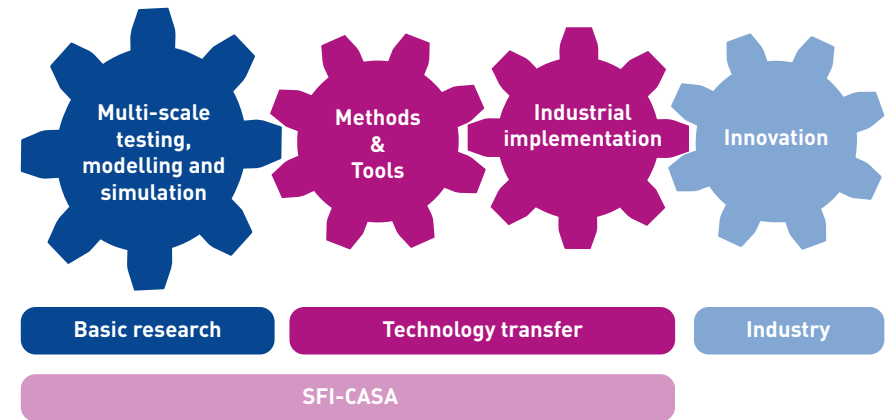 Multi-scale
testing,
modelling and
simulation
Methods
&
Tools
Industrial
implementation
Innovation
Basic research
Technology transfer
Industry
SFI-CASA